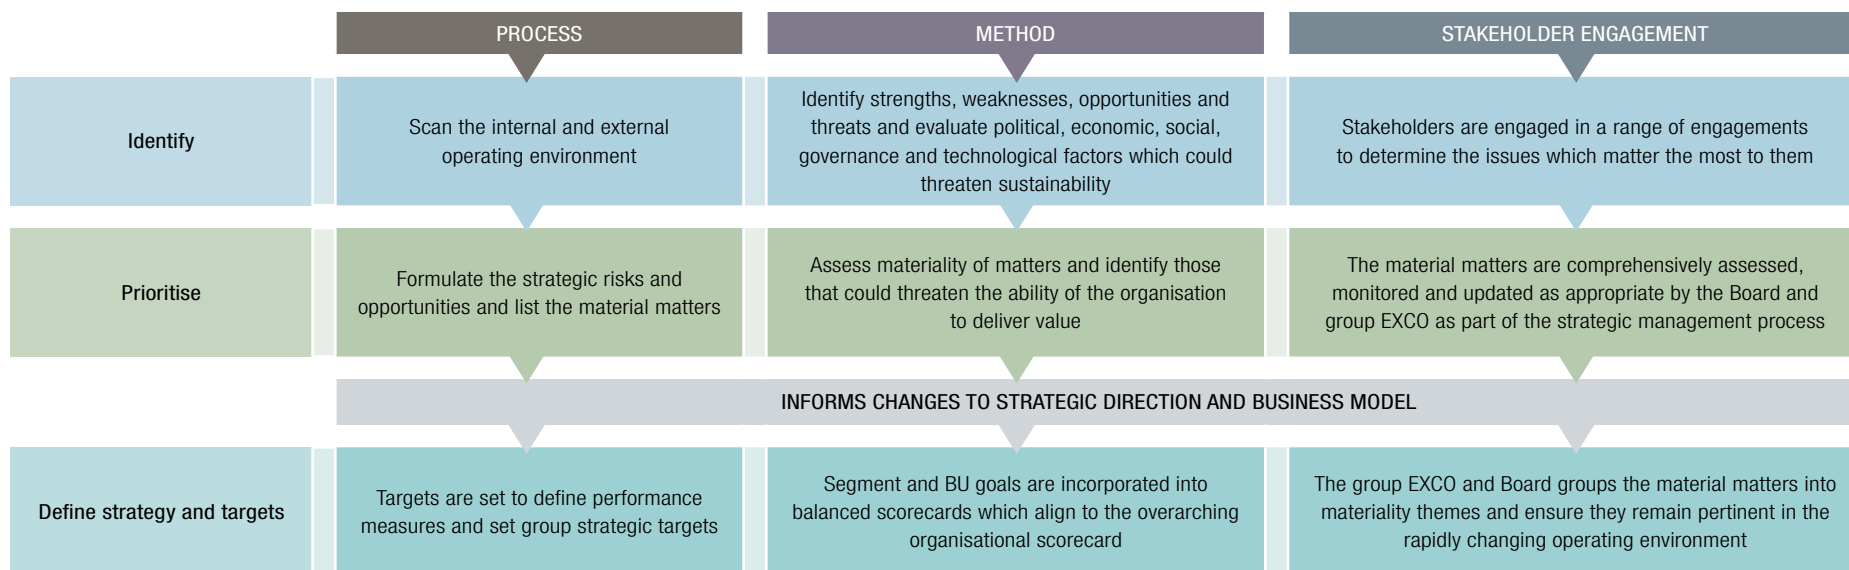 PROCESS
METHOD
STAKEHOLDER ENGAGEMENT
Identify
Scan the internal and external
operating environment
Identify strengths, weaknesses, opportunities and
threats and evaluate political, economic, social,
governance and technological factors which could
threaten sustainability
Stakeholders are engaged in a range of engagements
to determine the issues which matter the most to them
Prioritise
Formulate the strategic risks and
opportunities and list the material matters
Assess materiality of matters and identify those
that could threaten the ability of the organisation
to deliver value
The material matters are comprehensively assessed,
monitored and updated as appropriate by the Board and
group EXCO as part of the strategic management process
INFORMS CHANGES TO STRATEGIC DIRECTION AND BUSINESS MODEL
Define strategy and targets
Targets are set to define performance
measures and set group strategic targets
Segment and BU goals are incorporated into
balanced scorecards which align to the overarching
organisational scorecard
The group EXCO and Board groups the material matters into
materiality themes and ensure they remain pertinent in the
rapidly changing operating environment